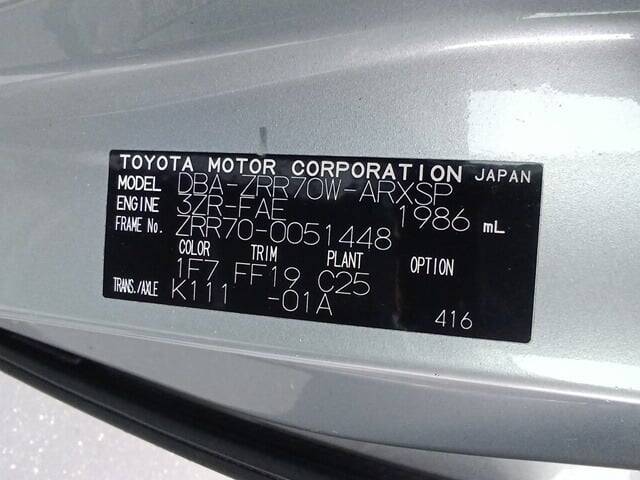 TOYOTA MOTOR CORPORATION JAPAN
MODEL DBA-ZRR70W-ARXSP
ENGINE 3ZR-FAE 1986 mL
FRAME No. ZRR70-0051448
COLOR TRIM PLANT OPTION
1F7 FF19 C25
TRANS./AXLE K111 -01A
416